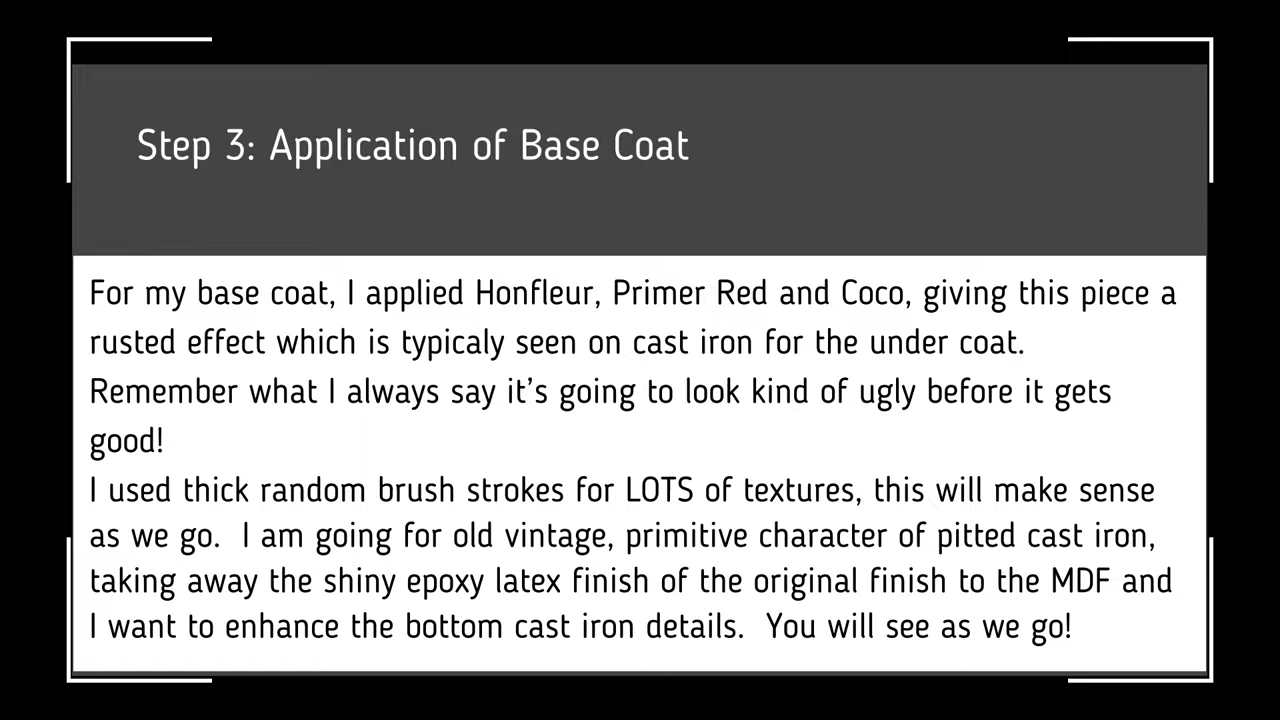 Step 3: Application of Base Coat
For my base coat, I applied Honfleur, Primer Red and Coco, giving this piece a
rusted effect which is typicaly seen on cast iron for the under coat.
Remember what I always say it’s going to look kind of ugly before it gets
good!
I used thick random brush strokes for LOTS of textures, this will make sense
as we go.  I am going for old vintage, primitive character of pitted cast iron,
taking away the shiny epoxy latex finish of the original finish to the MDF and
I want to enhance the bottom cast iron details.  You will see as we go!